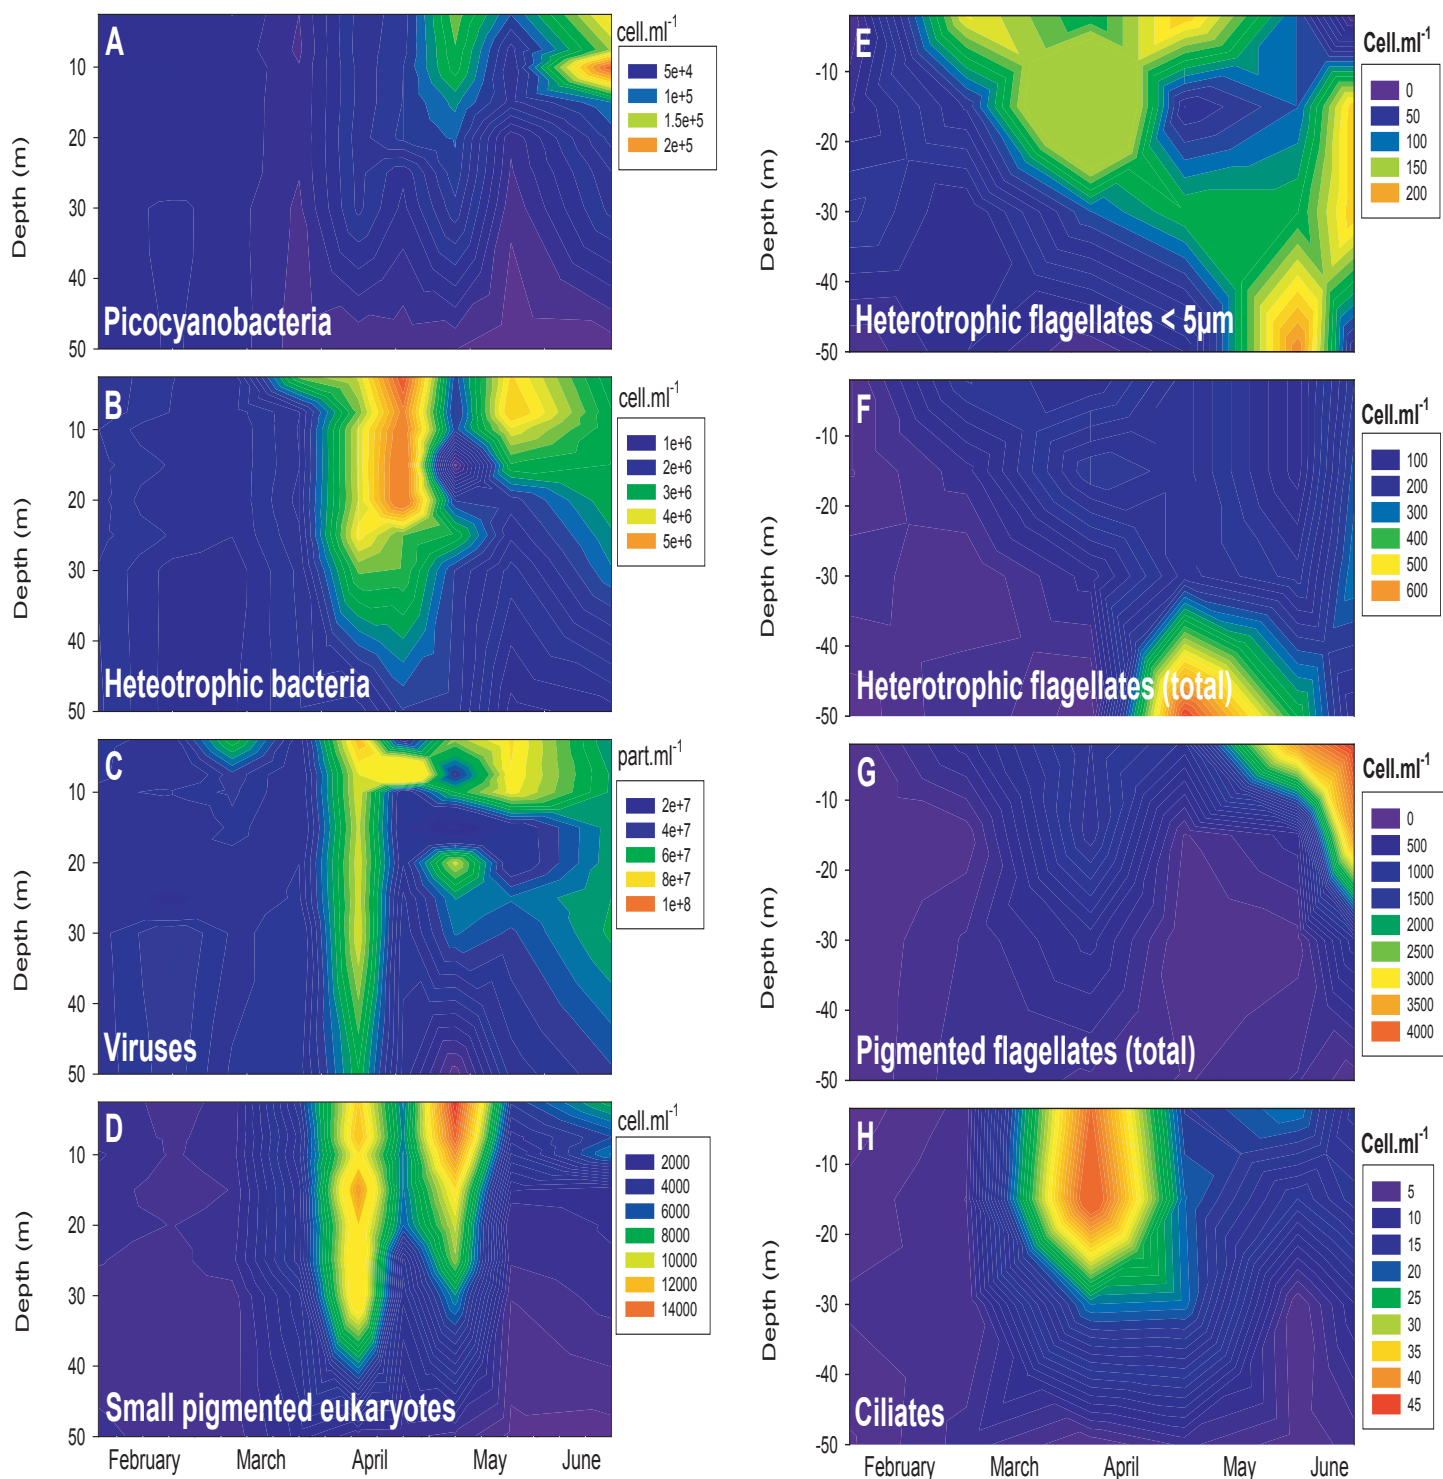 A
cell.ml-1
5e+4
1e+5
1.5e+5
2e+5
10
20
30
40
50
Depth (m)
Picocyanobacteria
B
cell.ml-1
1e+6
2e+6
3e+6
4e+6
5e+6
10
20
30
40
50
Depth (m)
Heteotrophic bacteria
C
part.ml-1
2e+7
4e+7
6e+7
8e+7
1e+8
10
20
30
40
50
Depth (m)
Viruses
D
cell.ml-1
2000
4000
6000
8000
10000
12000
14000
10
20
30
40
50
Depth (m)
Small pigmented eukaryotes
February March April May June
E
Cell.ml-1
0
50
100
150
200
-10
-20
-30
-40
-50
Depth (m)
Heterotrophic flagellates < 5µm
F
Cell.ml-1
100
200
300
400
500
600
-10
-20
-30
-40
-50
Depth (m)
Heterotrophic flagellates (total)
G
Cell.ml-1
0
500
1000
1500
2000
2500
3000
3500
4000
-10
-20
-30
-40
-50
Depth (m)
Pigmented flagellates (total)
H
Cell.ml-1
5
10
15
20
25
30
35
40
45
-10
-20
-30
-40
-50
Depth (m)
Ciliates
February March April May June